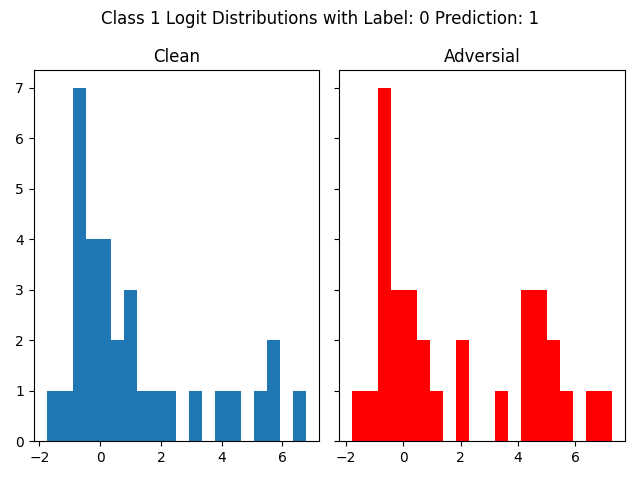 Class 1 Logit Distributions with Label: 0 Prediction: 1
Clean
Adversial
7
6
5
4
3
2
1
0
−2 0 2 4 6
−2 0 2 4 6